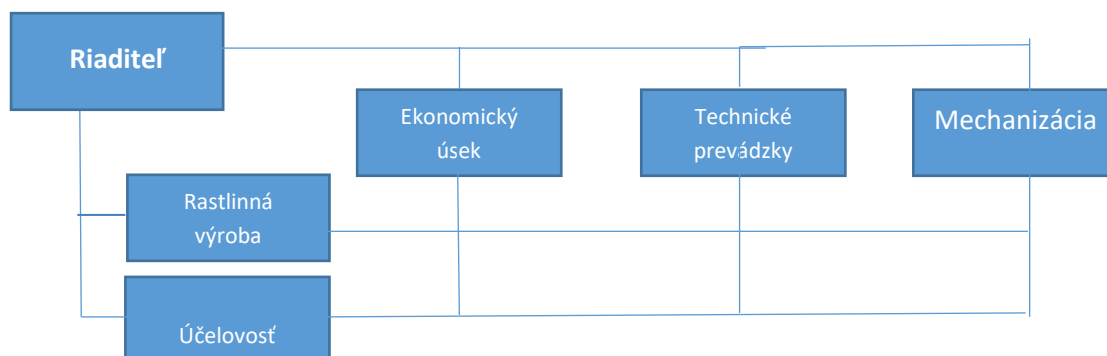 Riaditeľ
Ekonomický
úsek
Technické
prevádzky
Mechanizácia
Rastlinná
výroba
Účelovosť